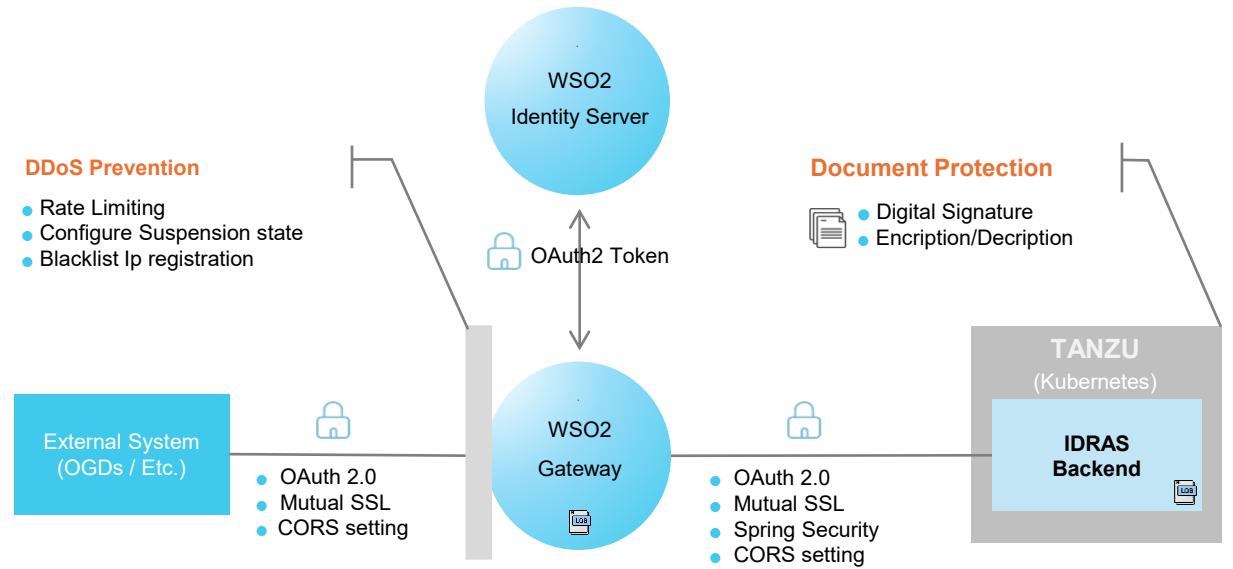 WSO2
Identity Server
DDoS Prevention
Rate Limiting
Configure Suspension state
Blacklist Ip registration
Document Protection
Digital Signature
Encription/Decription
OAuth2 Token
TANZU
(Kubernetes)
External System
(OGDs / Etc.)
WSO2
Gateway
LOG
IDRAS
Backend
LOG
OAuth 2.0
Mutual SSL
CORS setting
OAuth 2.0
Mutual SSL
Spring Security
CORS setting